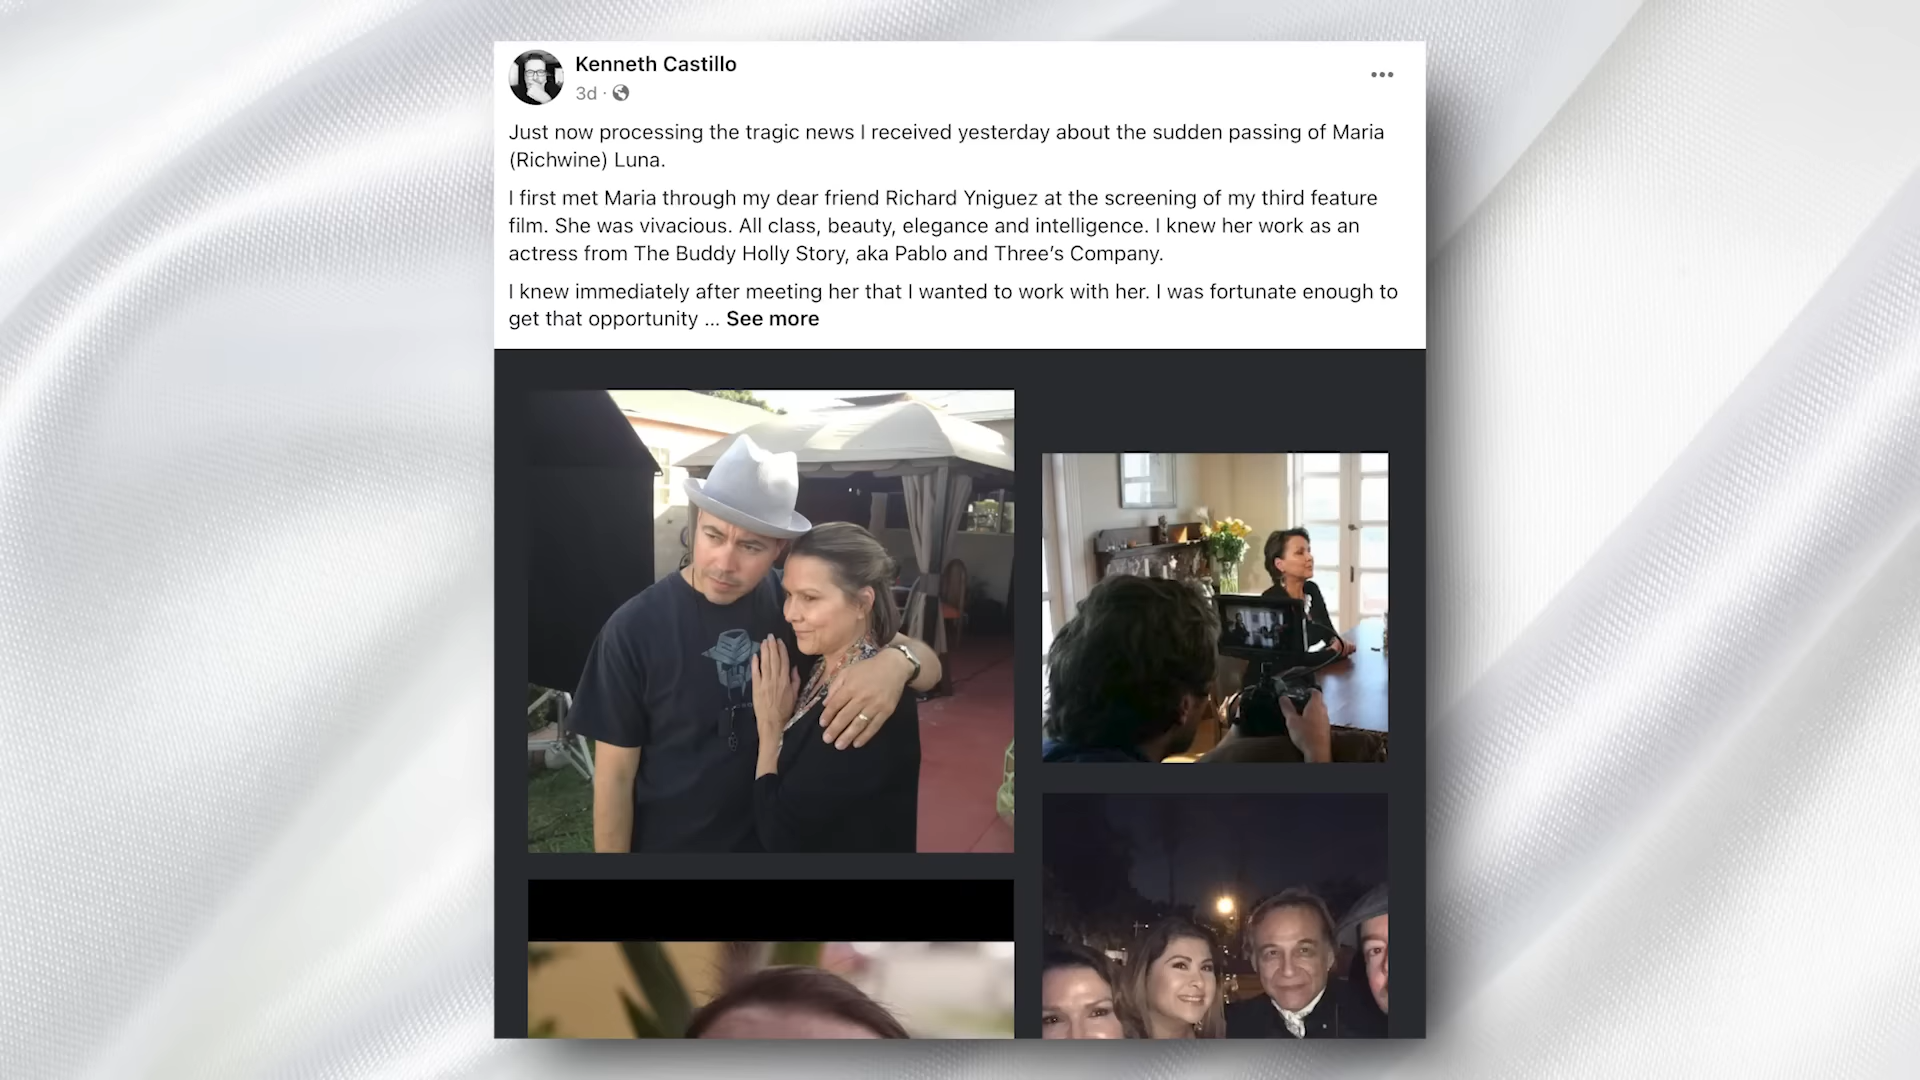 Kenneth Castillo
3d ·
Just now processing the tragic news I received yesterday about the sudden passing of Maria
(Richwine) Luna.
I first met Maria through my dear friend Richard Yniguez at the screening of my third feature
film. She was vivacious. All class, beauty, elegance and intelligence. I knew her work as an
actress from The Buddy Holly Story, aka Pablo and Three’s Company.
I knew immediately after meeting her that I wanted to work with her. I was fortunate enough to
get that opportunity ... See more